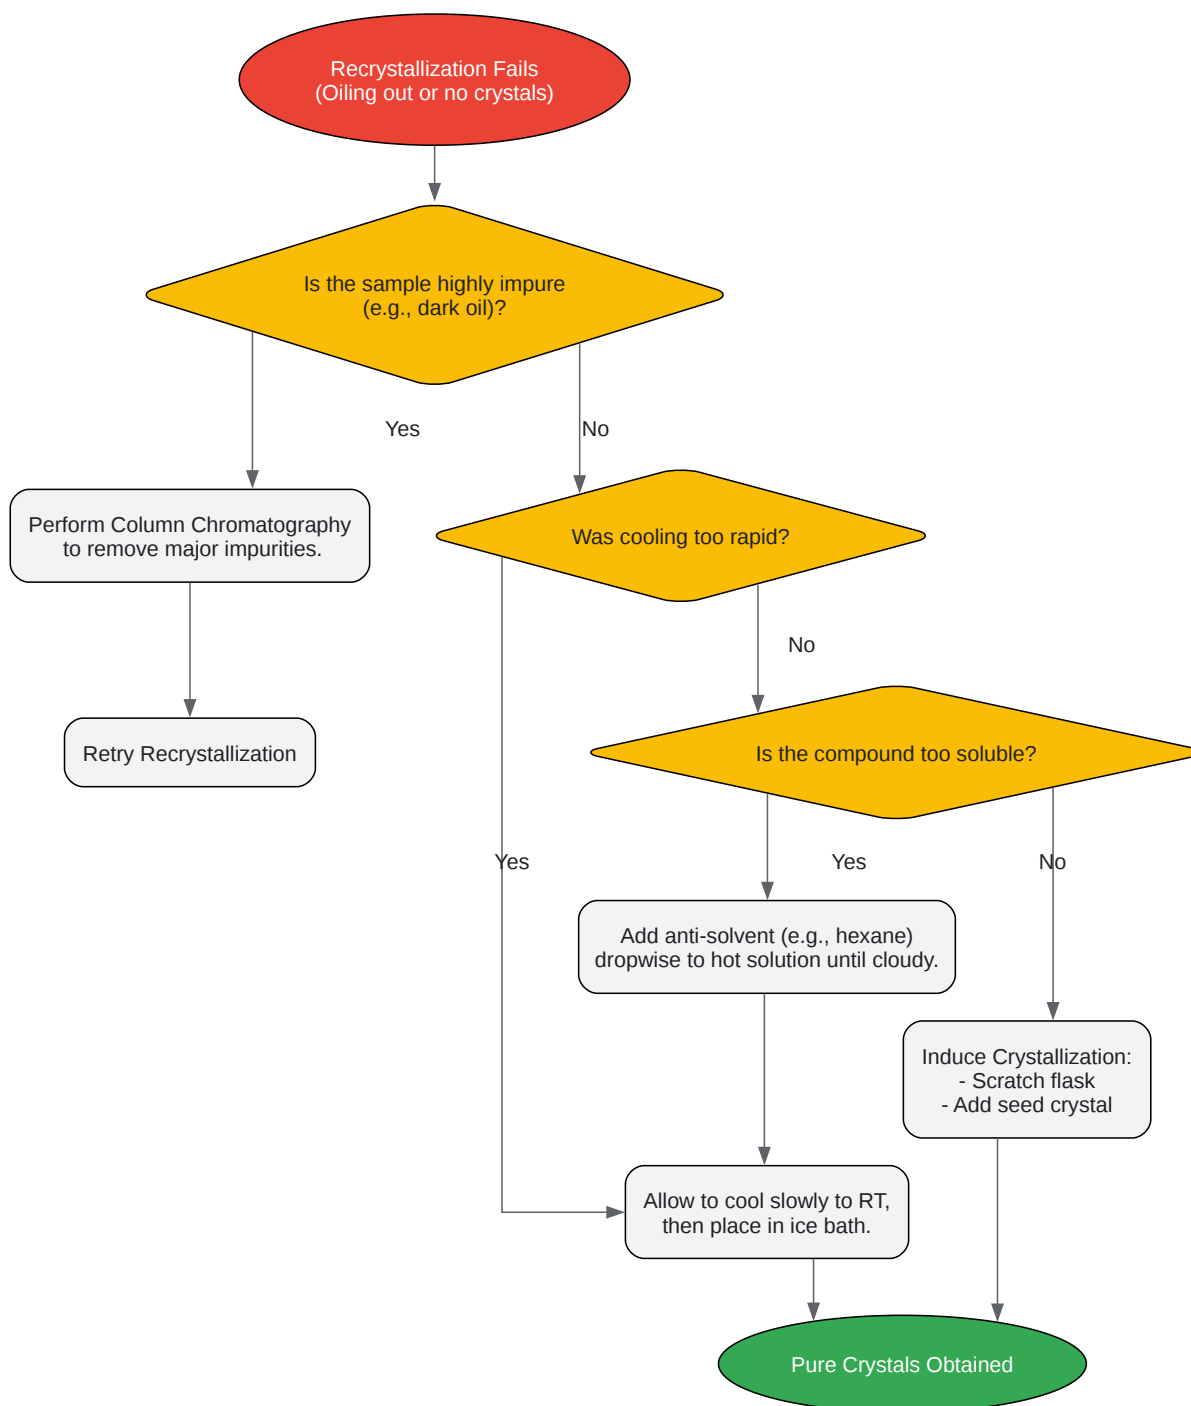 Recrystallization Fails
(Oiling out or no crystals)
Is the sample highly impure
(e.g., dark oil)?
Yes
No
Perform Column Chromatography
to remove major impurities.
Was cooling too rapid?
No
Retry Recrystallization
Is the compound too soluble?
Yes
Yes
No
Add anti-solvent (e.g., hexane)
dropwise to hot solution until cloudy.
Induce Crystallization:
- Scratch flask
- Add seed crystal
Allow to cool slowly to RT,
then place in ice bath.
Pure Crystals Obtained